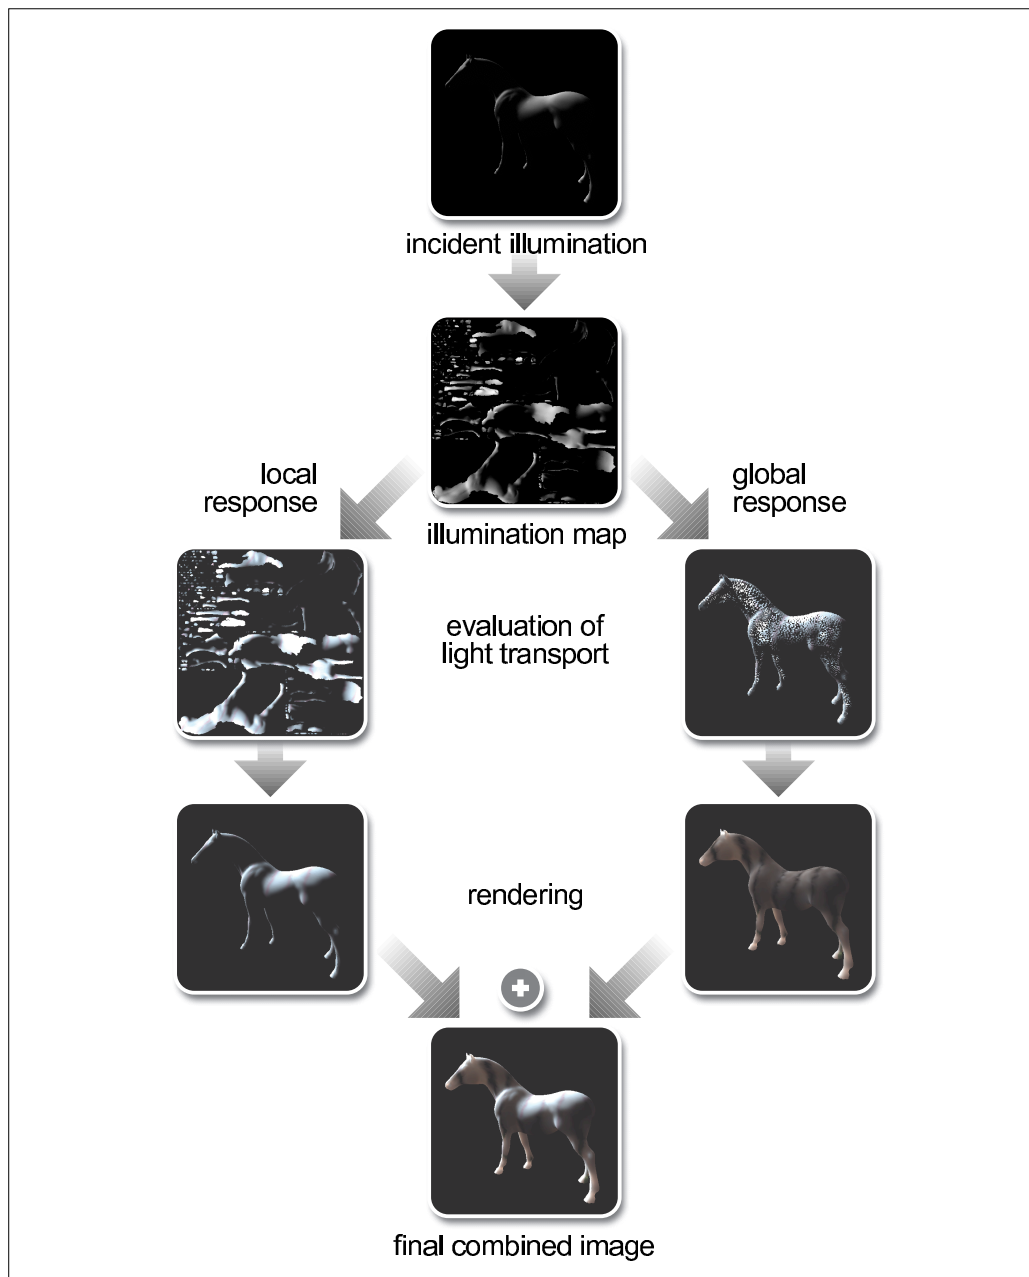 incident illumination
local
response
global
response
illumination map
evaluation of
light transport
rendering
final combined image